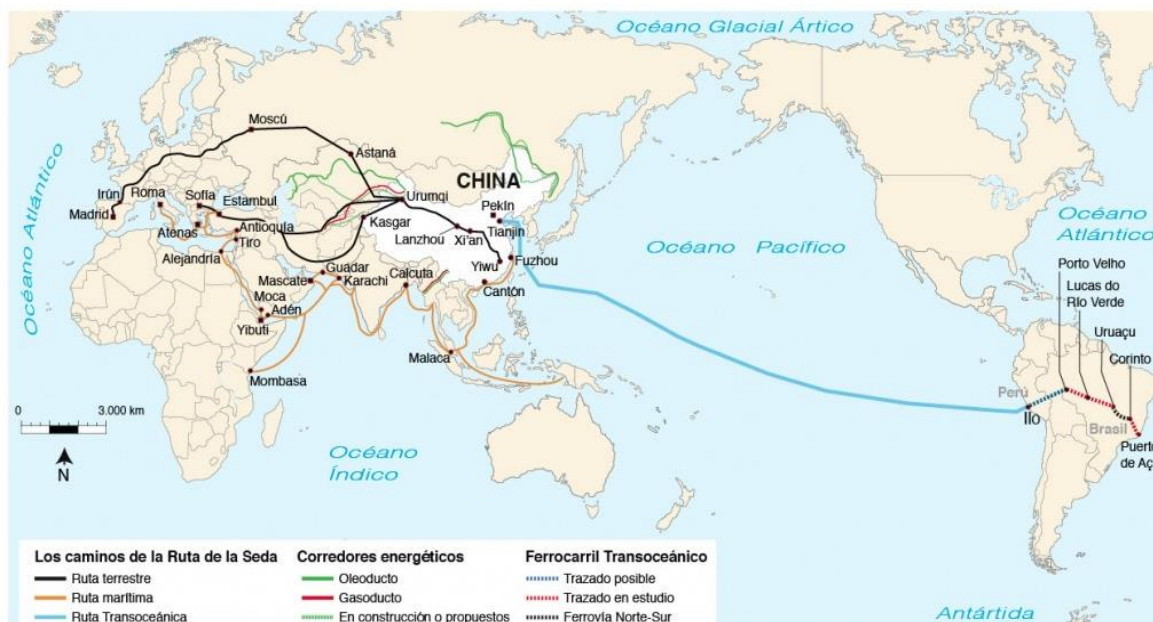 Océano Glacial Ártico
Océano Atlántico
Moscú
Astaná
CHINA
Irún
Roma
Sofía
Estambul
Urumqi
Pekín
Madrid
Kasgar
Tianjin
Océano
Atlántico
Atenas
Antioquía
Tiro
Lanzhou
Xi'an
Océano Pacífico
Alejandría
Yiwu
Fuzhou
Porto Velho
Guadar
Mascate
Karachi
Calcuta
Cantón
Lucas do
Río Verde
Moca
Adén
Uruaçu
Yibuti
Corinto
Malaca
Mombasa
Perú
0 3.000 km
Ilo
Brasil
N
Océano
Índico
Puerto
de Aç
Los caminos de la Ruta de la Seda
Ruta terrestre
Ruta marítima
Ruta Transoceánica
Corredores energéticos
Oleoducto
Gasoducto
En construcción o propuestos
Ferrocarril Transoceánico
Trazado posible
Trazado en estudio
Ferrovía Norte-Sur
Antártida